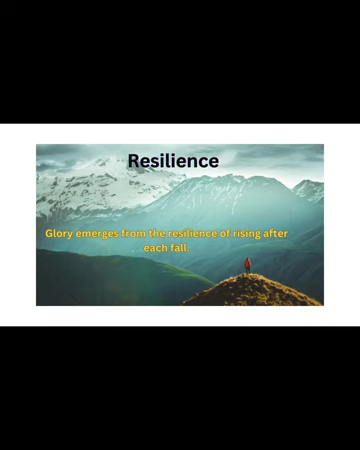 Resilience
Glory emerges from the resilience of rising after
each fall.